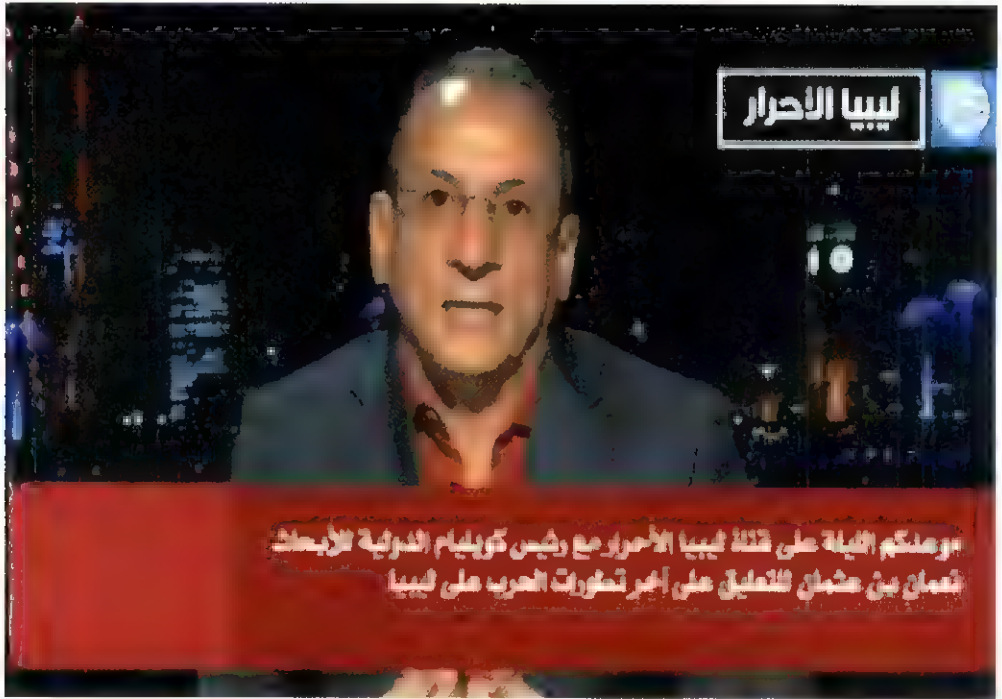 ليبيا الأحرار
موعدكم الليلة على قناة ليبيا الأحرار مع رئيس كويليام الدولية للأبحاث
نعمان بن عثمان للتعليق على آخر تطورات الحرب على ليبيا